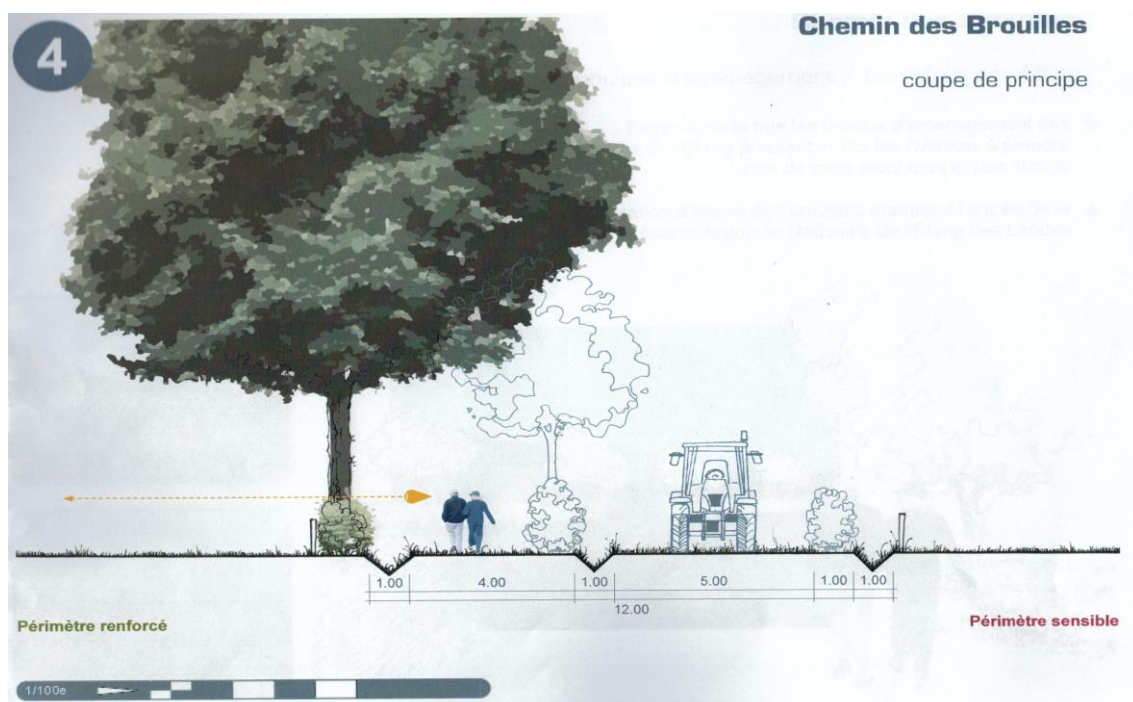 4
Chemin des Brouilles
coupe de principe
1.00 4.00 1.00 5.00 1.00 1.00
12.00
Périmètre renforcé
Périmètre sensible
1/100e